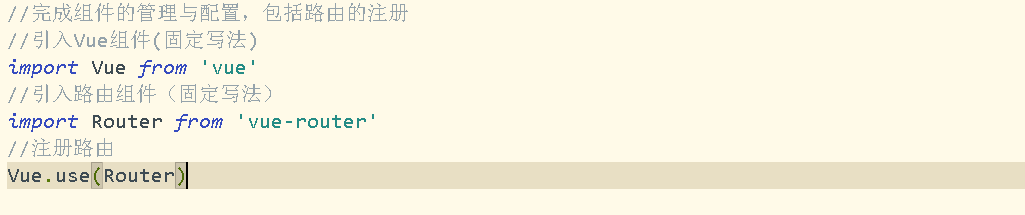 //完成组件的管理与配置，包括路由的注册
//引入Vue组件(固定写法)
import Vue from 'vue'
//引入路由组件（固定写法）
import Router from 'vue-router'
//注册路由
Vue.use(Router)